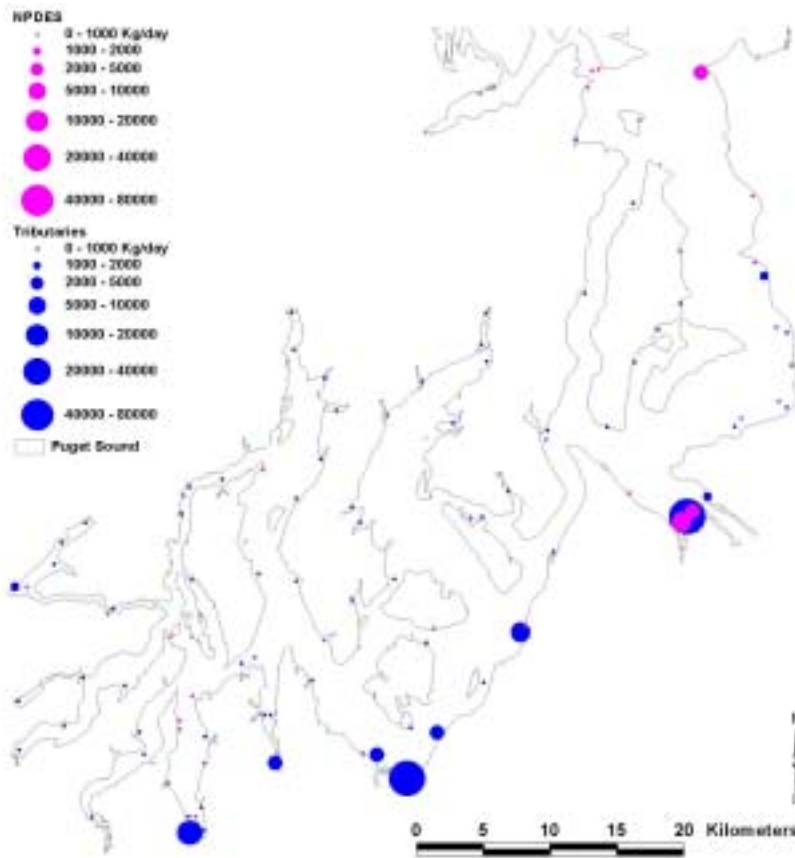 NPDES
0 - 1000 Kg/day
1000 - 2000
2000 - 5000
5000 - 10000
10000 - 20000
20000 - 40000
40000 - 80000
Tributaries
0 - 1000 Kg/day
1000 - 2000
2000 - 5000
5000 - 10000
10000 - 20000
20000 - 40000
40000 - 80000
Puget Sound
0 5 10 15 20 Kilometers